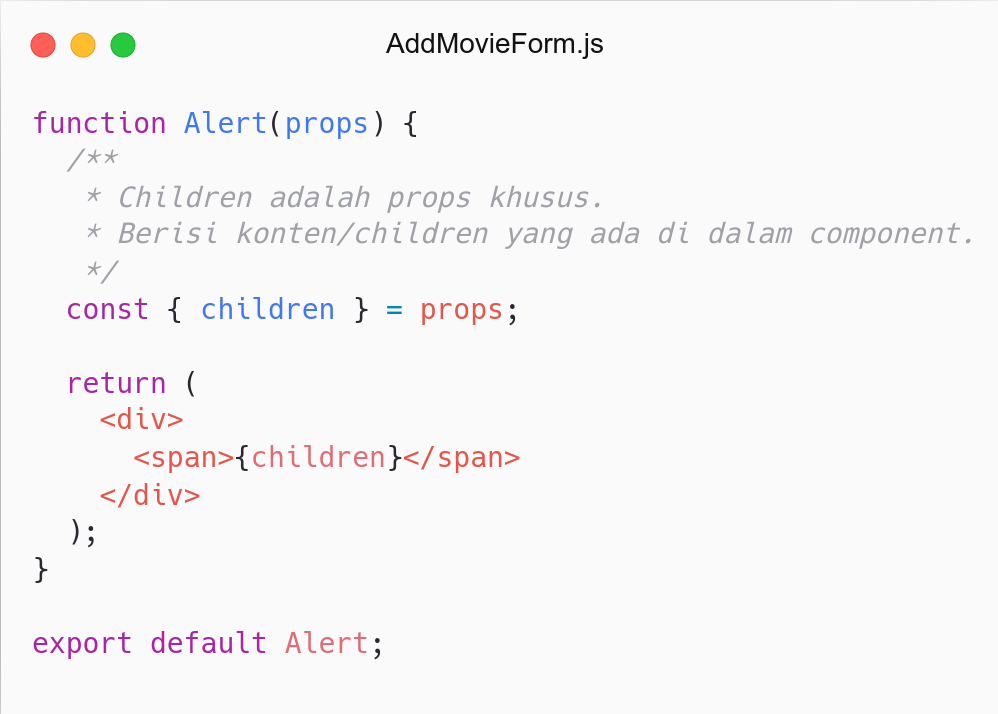 AddMovieForm.js
function Alert(props) {
  /**
   * Children adalah props khusus.
   * Berisi konten/children yang ada di dalam component.
   */
  const { children } = props;

  return (
    <div>
      <span>{children}</span>
    </div>
  );
}

export default Alert;